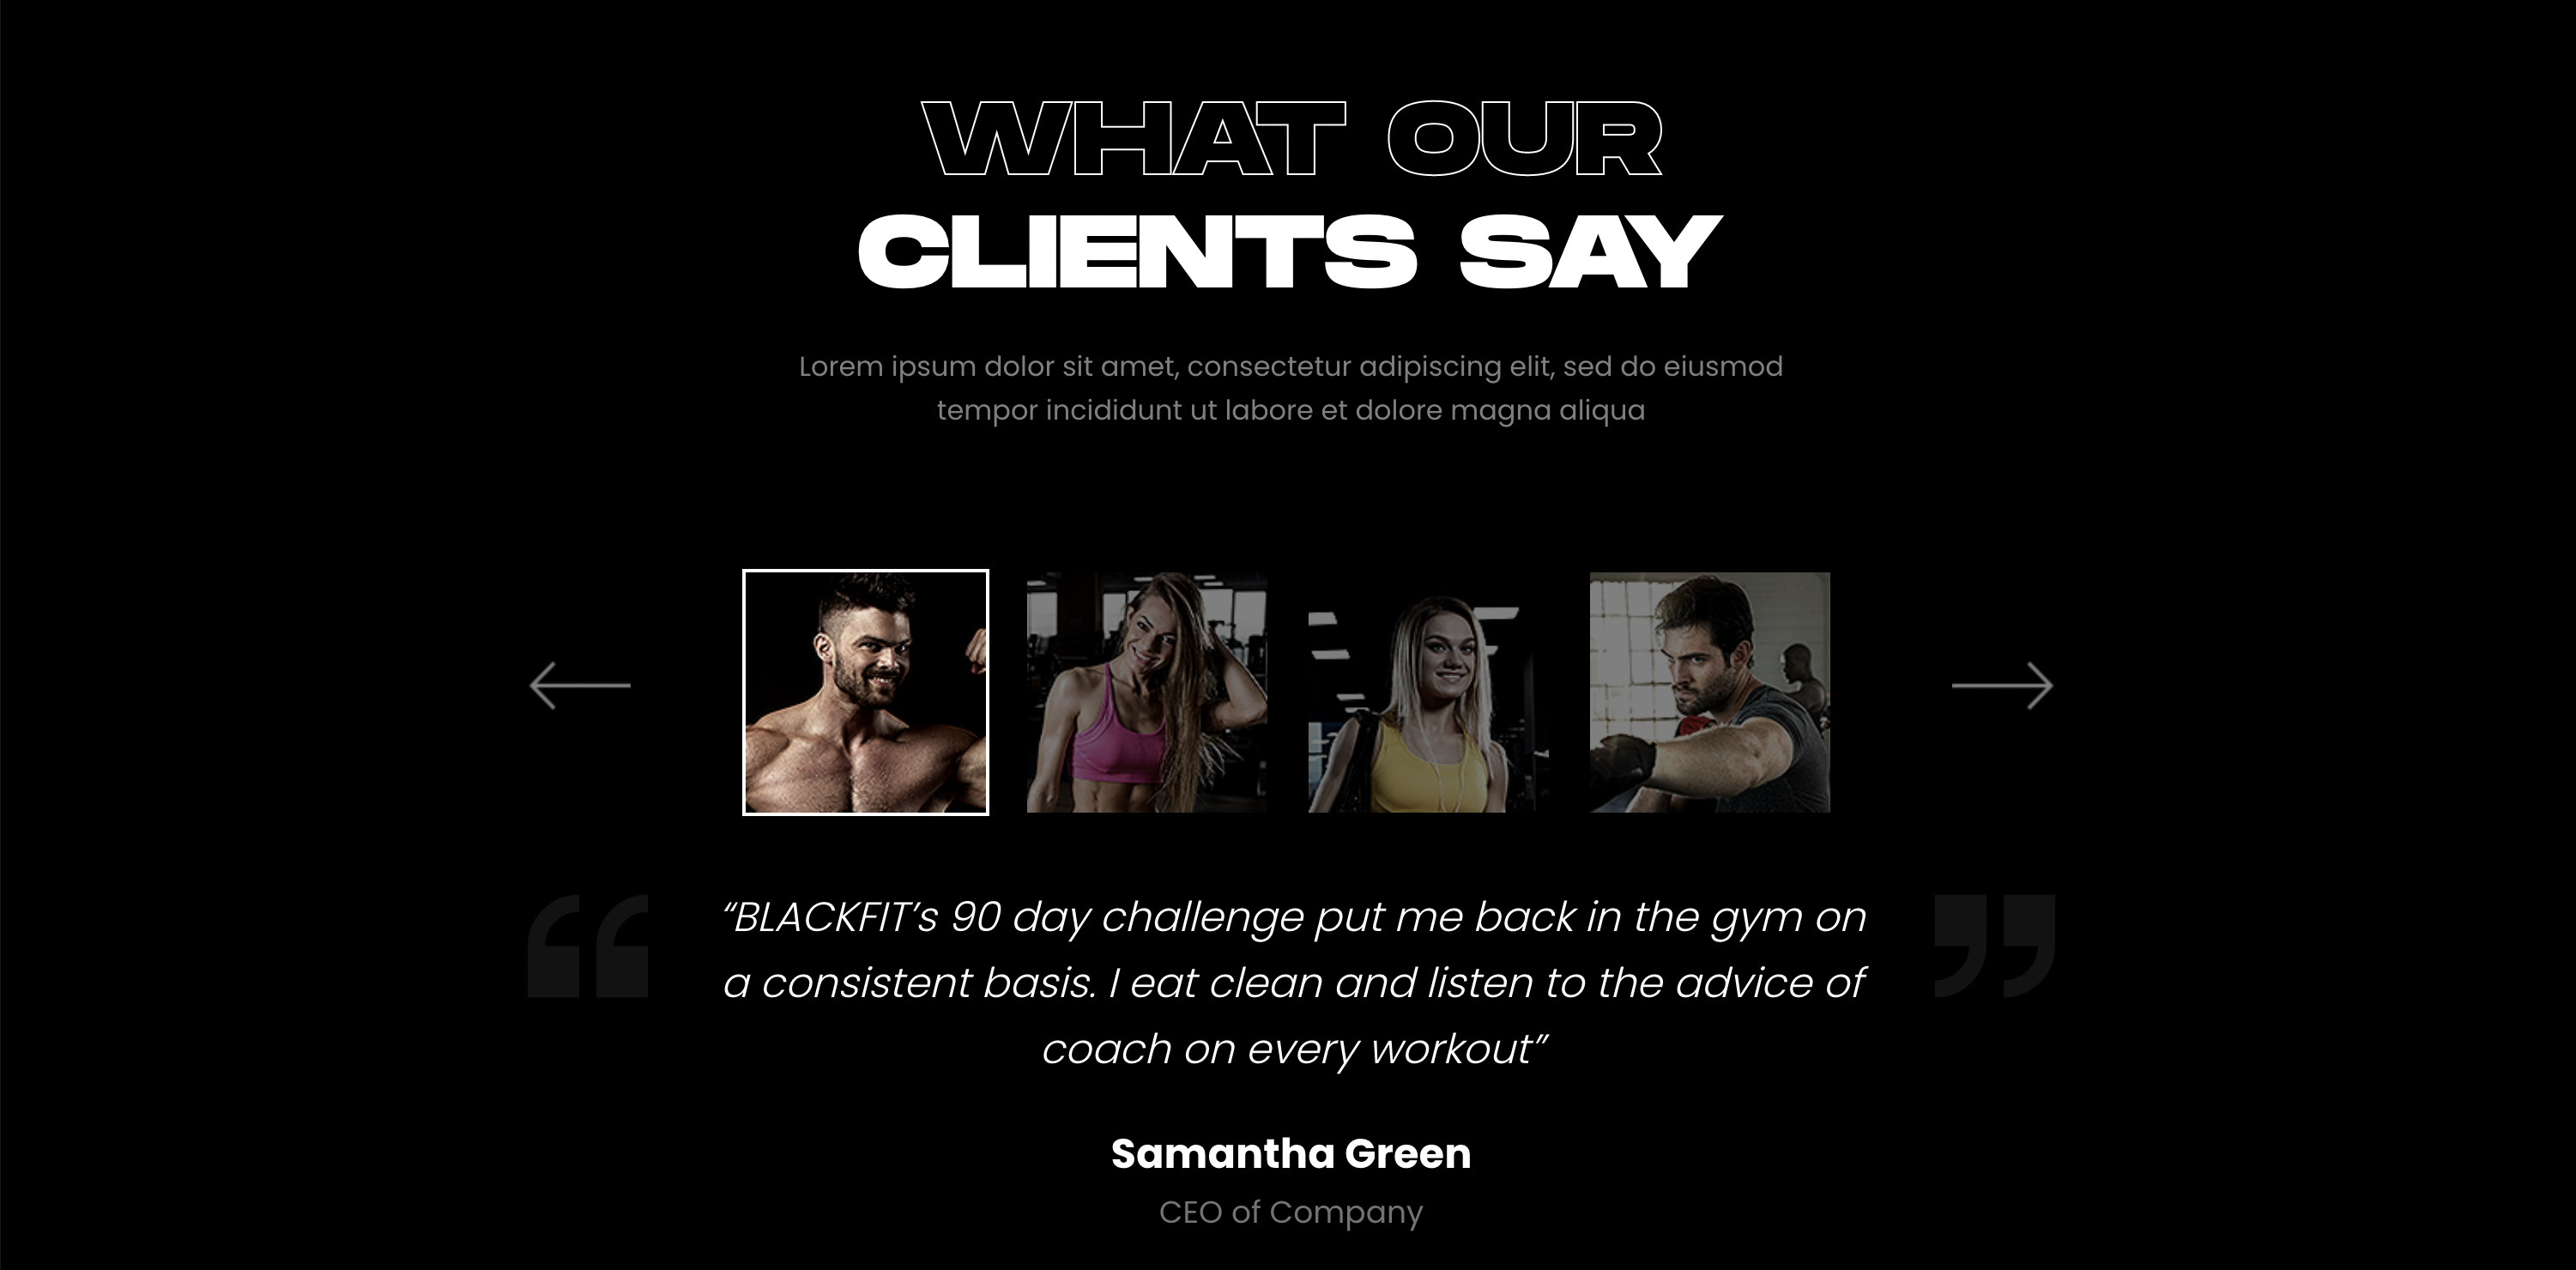 WHAT OUR
CLIENTS SAY
Lorem ipsum dolor sit amet, consectetur adipiscing elit, sed do eiusmod
tempor incididunt ut labore et dolore magna aliqua
“BLACKFIT’s 90 day challenge put me back in the gym on
a consistent basis. I eat clean and listen to the advice of
coach on every workout”
Samantha Green
CEO of Company